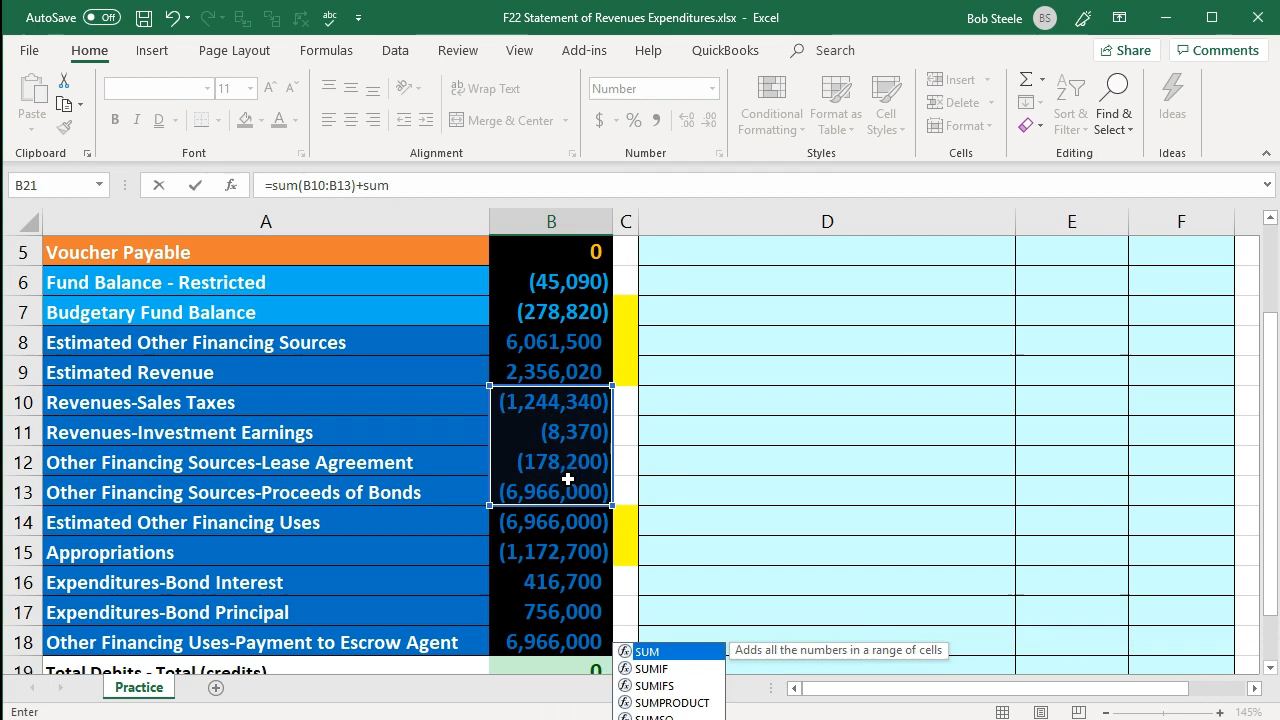 AutoSave Off
F22 Statement of Revenues Expenditures.xlsx - Excel
Bob Steele BS
File Home Insert Page Layout Formulas Data Review View Add-ins Help QuickBooks Search Share Comments
11
Wrap Text
Number
Insert
Paste
B I D
Merge & Center
$ % 9
Conditional Formatting
Format as Table
Cell Styles
Delete
Format
Sort & Filter
Find & Select
Ideas
Clipboard Font Alignment Number Styles Cells Editing Ideas
B21 =sum(B10:B13)+sum
A B C D E F
5 Voucher Payable 0
6 Fund Balance - Restricted (45,090)
7 Budgetary Fund Balance (278,820)
8 Estimated Other Financing Sources 6,061,500
9 Estimated Revenue 2,356,020
10 Revenues-Sales Taxes (1,244,340)
11 Revenues-Investment Earnings (8,370)
12 Other Financing Sources-Lease Agreement (178,200)
13 Other Financing Sources-Proceeds of Bonds (6,966,000)
14 Estimated Other Financing Uses (6,966,000)
15 Appropriations (1,172,700)
16 Expenditures-Bond Interest 416,700
17 Expenditures-Bond Principal 756,000
18 Other Financing Uses-Payment to Escrow Agent 6,966,000
19 Total Debits - Total (credits) 0
SUM
Adds all the numbers in a range of cells
SUMIF
SUMIFS
SUMPRODUCT
SUMSQ
Practice
Enter
145%